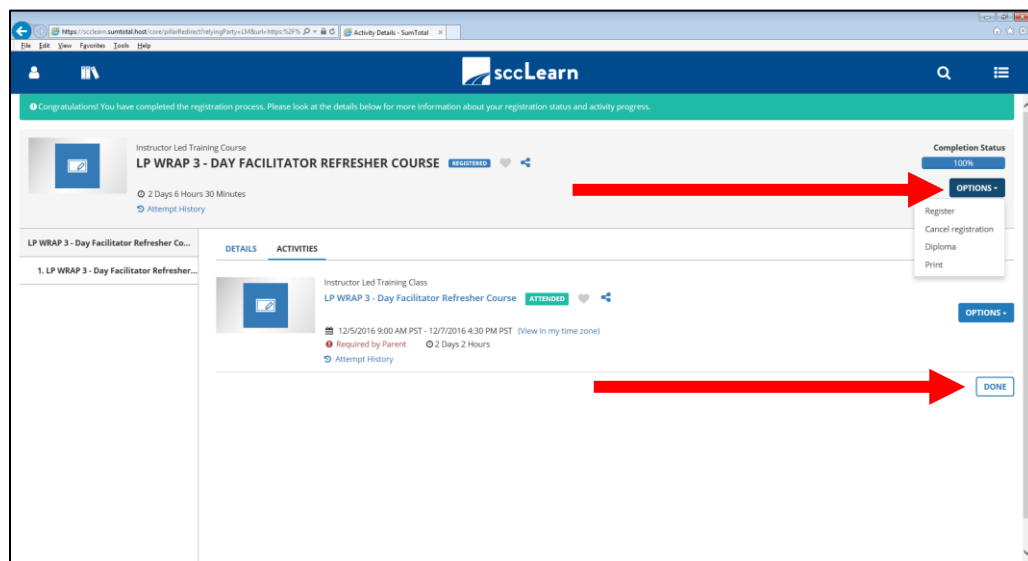 https://scclearn.sumtotal.host/core/pillarRedirect?relyingParty=LM&url=https:%2F%
Activity Details - SumTotal
File Edit View Favorites Tools Help
sccLearn
Congratulations! You have completed the registration process. Please look at the details below for more information about your registration status and activity progress.
Instructor Led Training Course
LP WRAP 3 - DAY FACILITATOR REFRESHER COURSE REGISTERED
Completion Status
100%
2 Days 6 Hours 30 Minutes
OPTIONS
Attempt History
Register
Cancel registration
Diploma
Print
LP WRAP 3 - Day Facilitator Refresher Co...
1. LP WRAP 3 - Day Facilitator Refresher...
DETAILS ACTIVITIES
Instructor Led Training Class
LP WRAP 3 - Day Facilitator Refresher Course ATTENDED
OPTIONS
12/5/2016 9:00 AM PST - 12/7/2016 4:30 PM PST (View in my time zone)
Required by Parent 2 Days 2 Hours
Attempt History
DONE